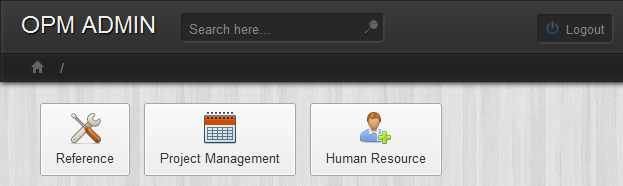 OPM ADMIN
Search here...
Logout
/
Reference
Project Management
Human Resource